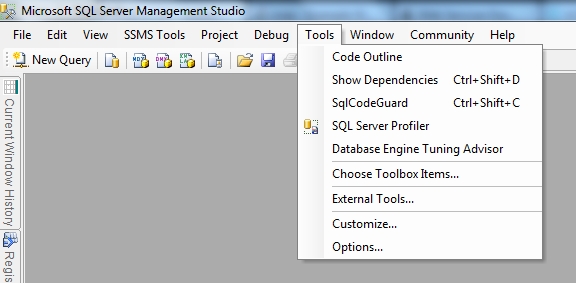 Microsoft SQL Server Management Studio
File Edit View SSMS Tools Project Debug Tools Window Community Help
New Query
Code Outline
Show Dependencies Ctrl+Shift+D
SqlCodeGuard Ctrl+Shift+C
SQL Server Profiler
Database Engine Tuning Advisor
Choose Toolbox Items...
External Tools...
Customize...
Options...
Current Window History
Regis